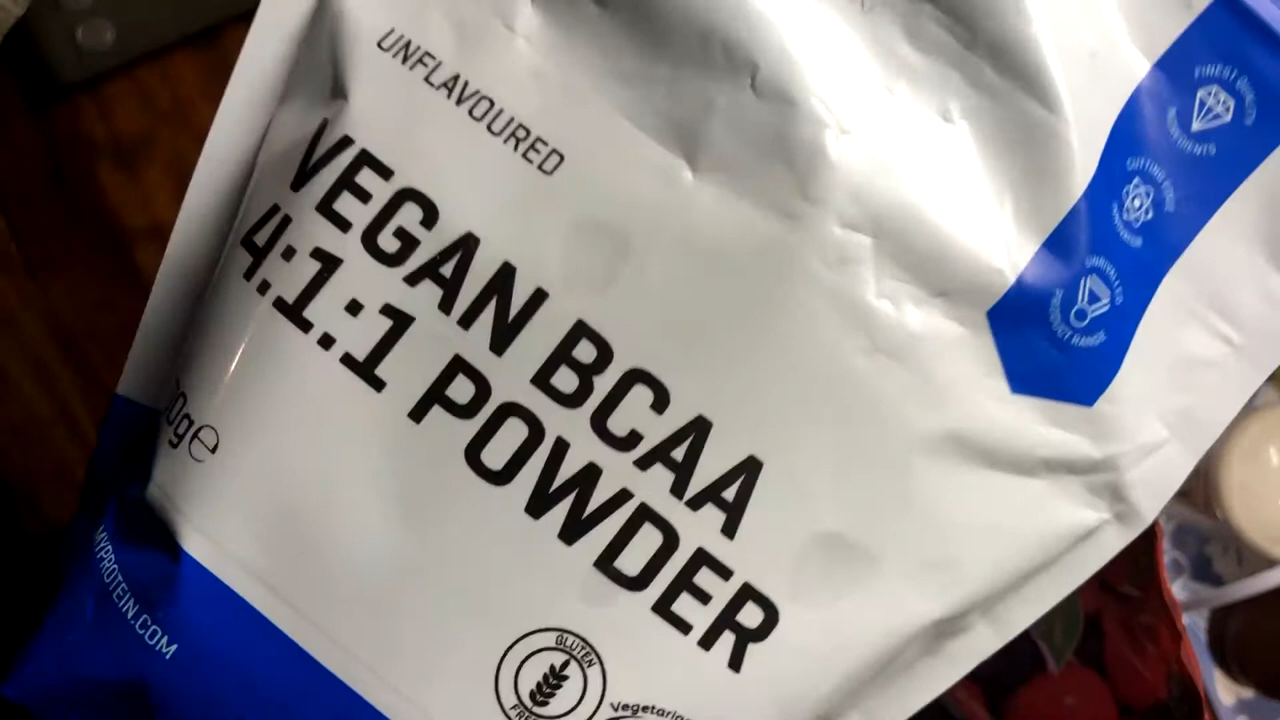 UNFLAVOURED
VEGAN BCAA
4:1:1 POWDER
0g℮
MYPROTEIN.COM
GLUTEN
FREE
Vegetarian
FINEST QUALITY
INGREDIENTS
CUTTING EDGE
UNRIVALLED
PRODUCT RANGE